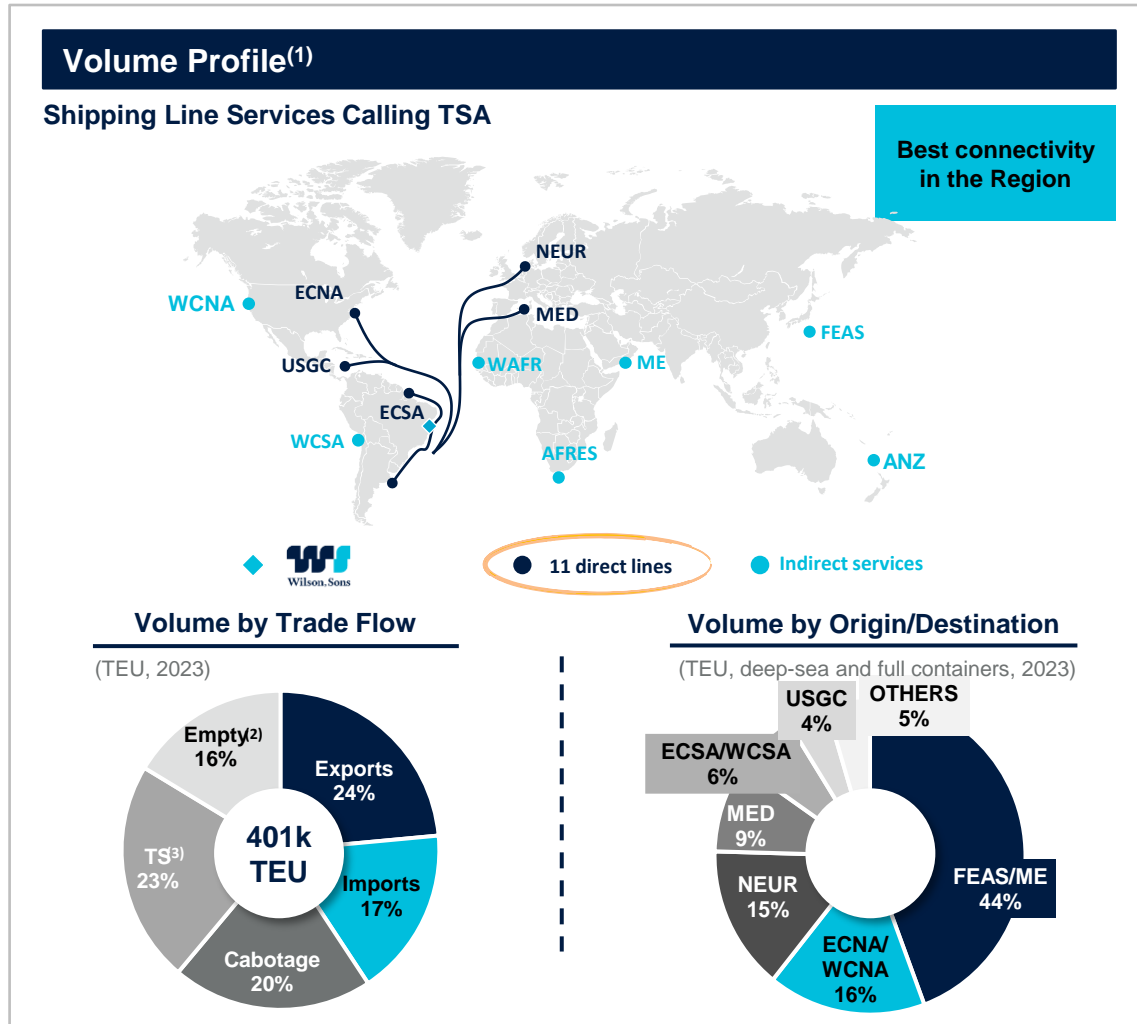 Volume Profile(1)
Shipping Line Services Calling TSA
Best connectivity
in the Region
NEUR
ECNA
WCNA
MED
FEAS
USGC
WAFR
ME
ECSA
WCSA
AFRES
ANZ
Wilson, Sons
11 direct lines
Indirect services
Volume by Trade Flow
(TEU, 2023)
Empty(2)
16%
Exports
24%
401k
TEU
TS(3)
23%
Imports
17%
Cabotage
20%
Volume by Origin/Destination
(TEU, deep-sea and full containers, 2023)
USGC
4%
OTHERS
5%
ECSA/WCSA
6%
MED
9%
NEUR
15%
FEAS/ME
44%
ECNA/
WCNA
16%